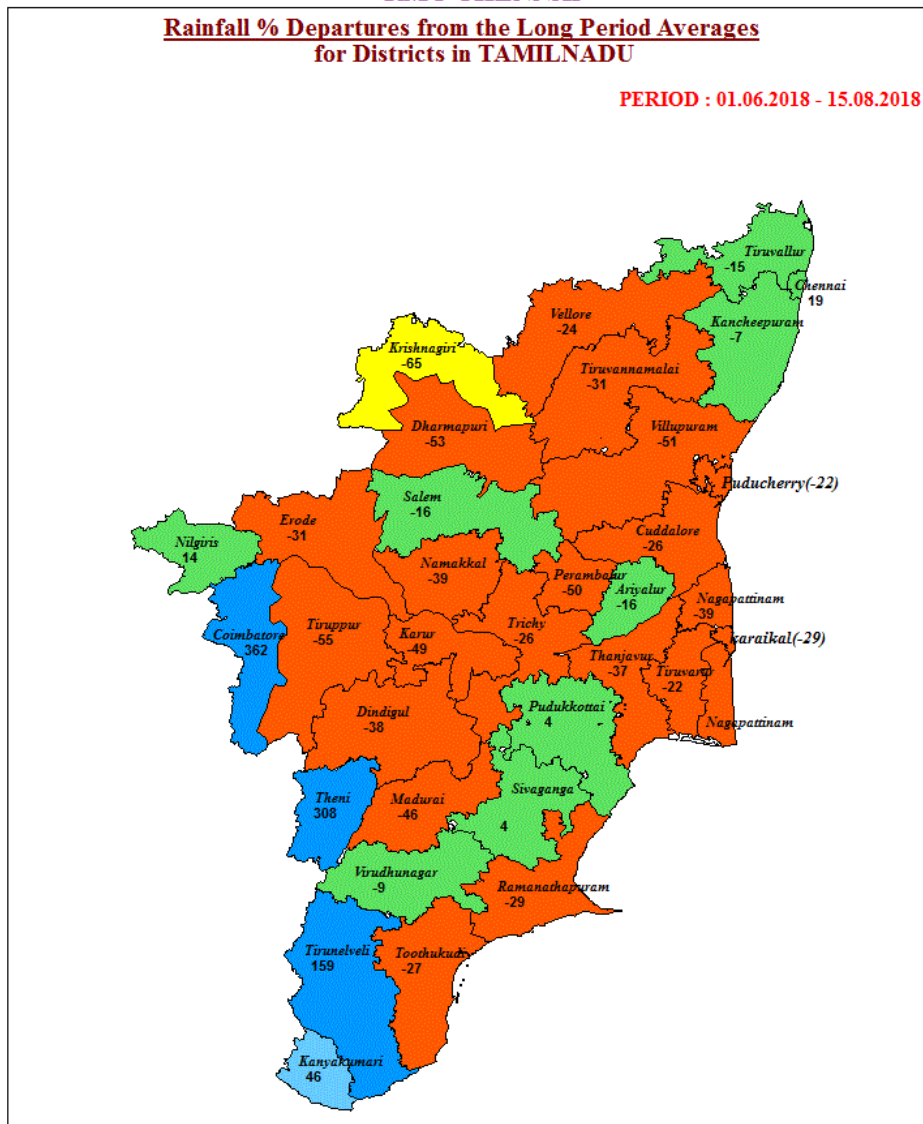 Rainfall % Departures from the Long Period Averages
for Districts in TAMILNADU
PERIOD : 01.06.2018 - 15.08.2018
Tiruvallur
-15
Chennai
19
Kancheepuram
-7
Vellore
-24
Krishnagiri
-65
Tiruvannamalai
-31
Dharmapuri
-53
Villupuram
-51
Puducherry(-22)
Salem
-16
Erode
-31
Cuddalore
-26
Nilgiris
14
Namakkal
-39
Perambalur
-50
Ariyalur
-16
Nagapattinam
-39
Coimbatore
362
Tiruppur
-55
Karur
-49
Trichy
-26
karaikal(-29)
Thanjavur
-37
Tiruvarur
-22
Nagapattinam
Dindigul
-38
Pudukkottai
4
Theni
308
Madurai
-46
Sivaganga
4
Virudhunagar
-9
Ramanathapuram
-29
Tirunelveli
159
Toothukudi
-27
Kanyakumari
46